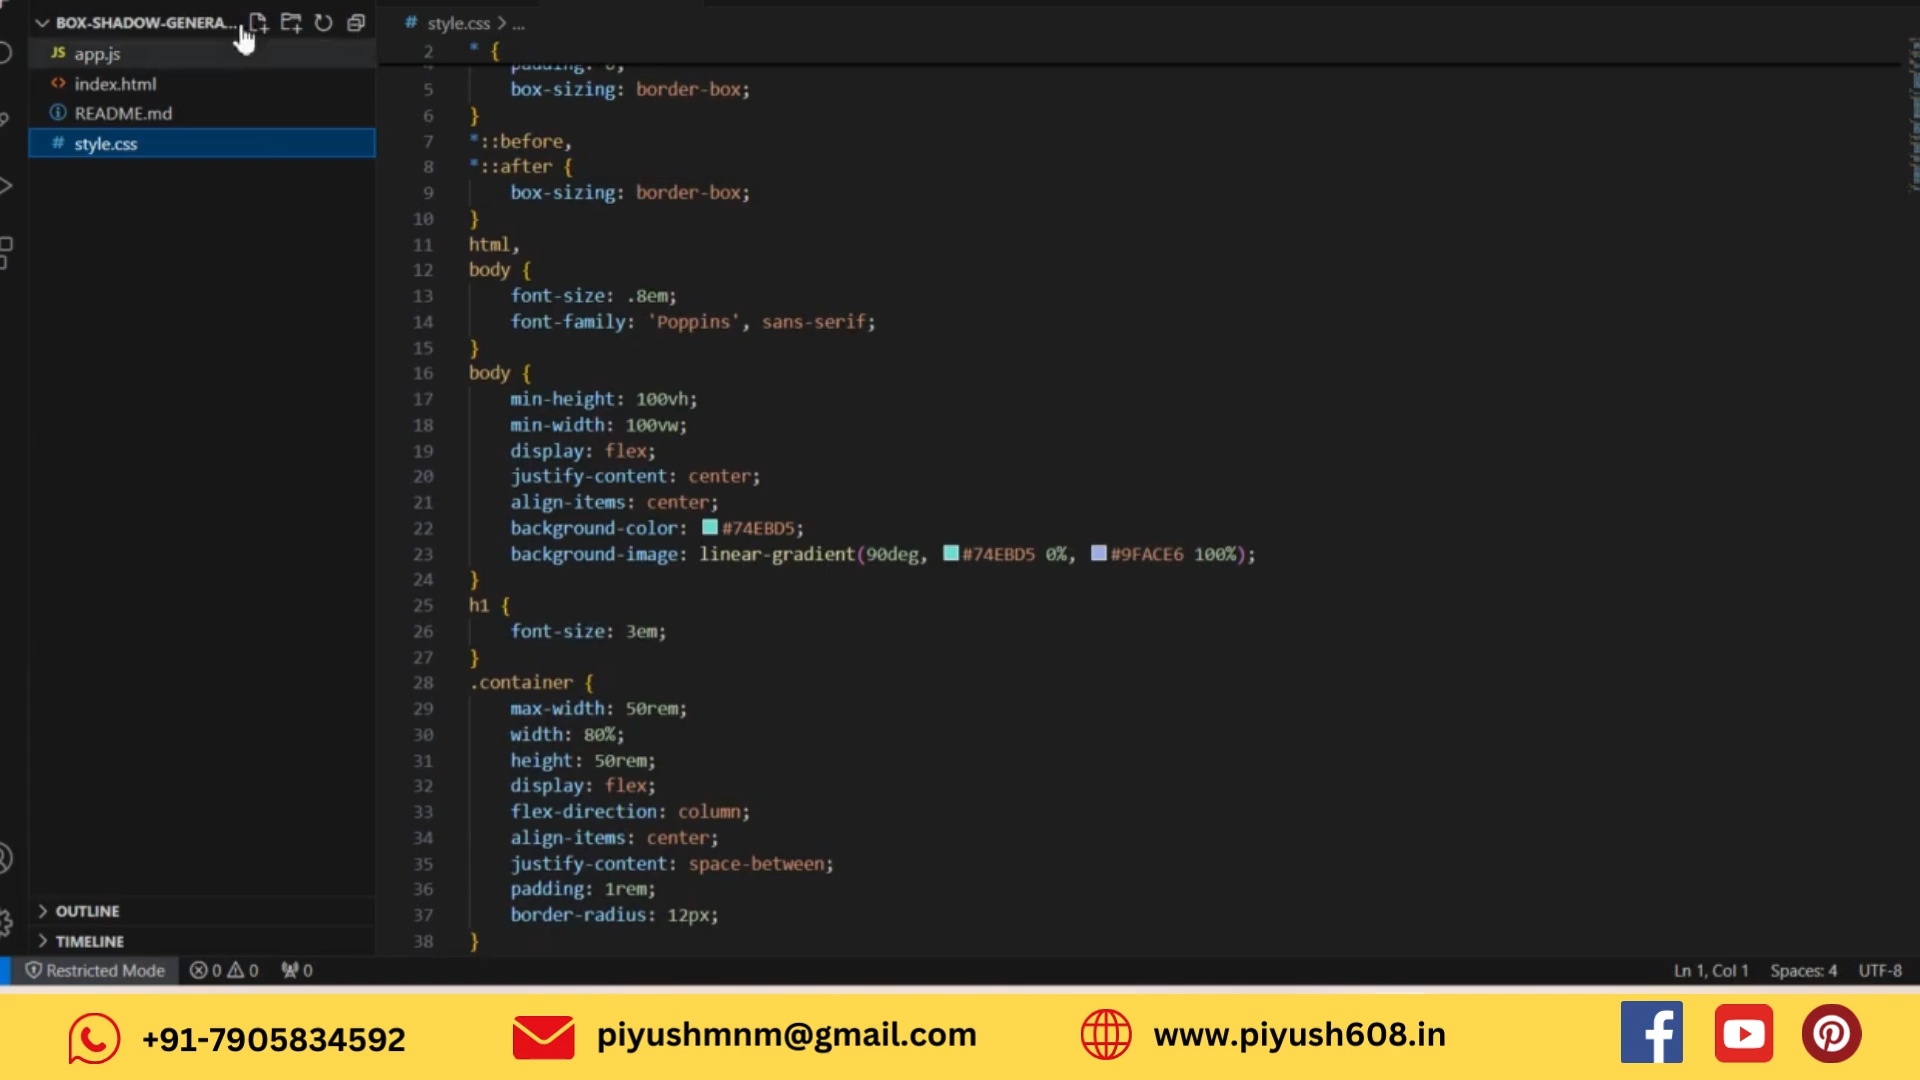 BOX-SHADOW-GENERA...
JS app.js
<> index.html
README.md
# style.css
OUTLINE
TIMELINE
# style.css > ...
2 * {
padding: 0;
5 box-sizing: border-box;
6 }
7 *::before,
8 *::after {
9 box-sizing: border-box;
10 }
11 html,
12 body {
13 font-size: .8em;
14 font-family: 'Poppins', sans-serif;
15 }
16 body {
17 min-height: 100vh;
18 min-width: 100vw;
19 display: flex;
20 justify-content: center;
21 align-items: center;
22 background-color: #74EBD5;
23 background-image: linear-gradient(90deg, #74EBD5 0%, #9FACE6 100%);
24 }
25 h1 {
26 font-size: 3em;
27 }
28 .container {
29 max-width: 50rem;
30 width: 80%;
31 height: 50rem;
32 display: flex;
33 flex-direction: column;
34 align-items: center;
35 justify-content: space-between;
36 padding: 1rem;
37 border-radius: 12px;
38 }
Restricted Mode 0 0 0 Ln 1, Col 1 Spaces: 4 UTF-8
+91-7905834592 piyushmnm@gmail.com www.piyush608.in